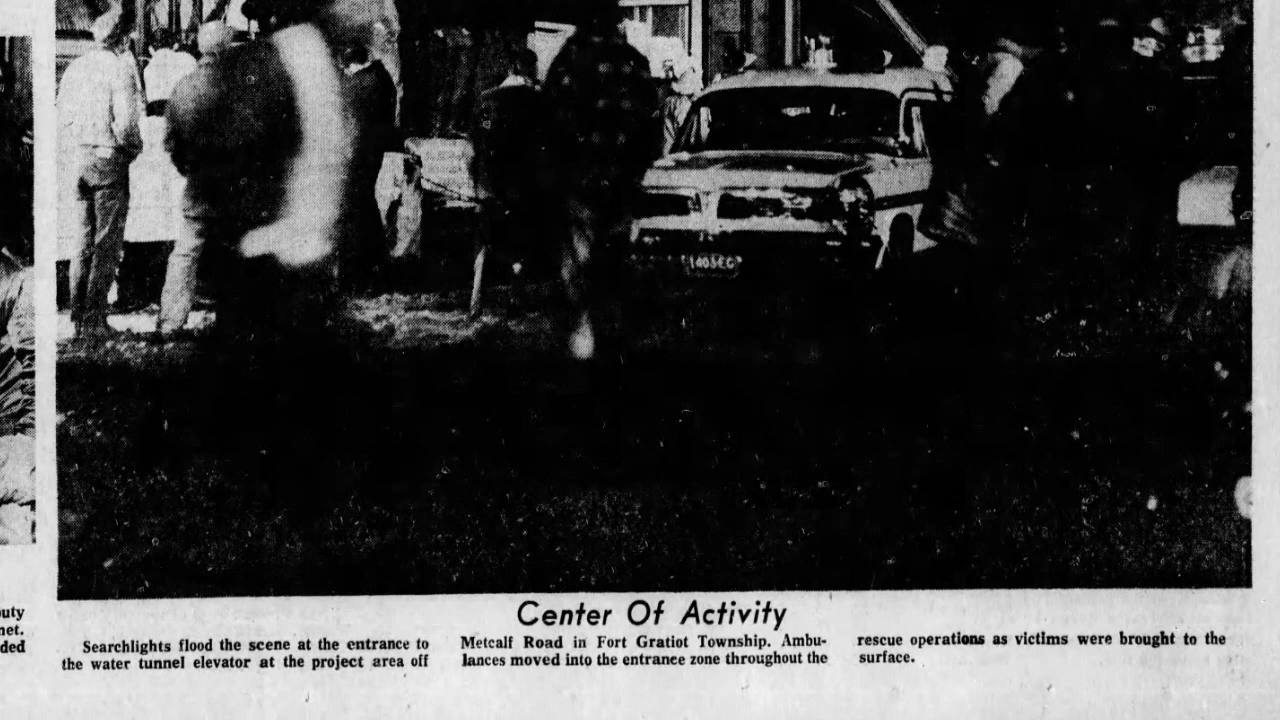 Center Of Activity
Searchlights flood the scene at the entrance to
the water tunnel elevator at the project area off
Metcalf Road in Fort Gratiot Township. Ambu-
lances moved into the entrance zone throughout the
rescue operations as victims were brought to the
surface.